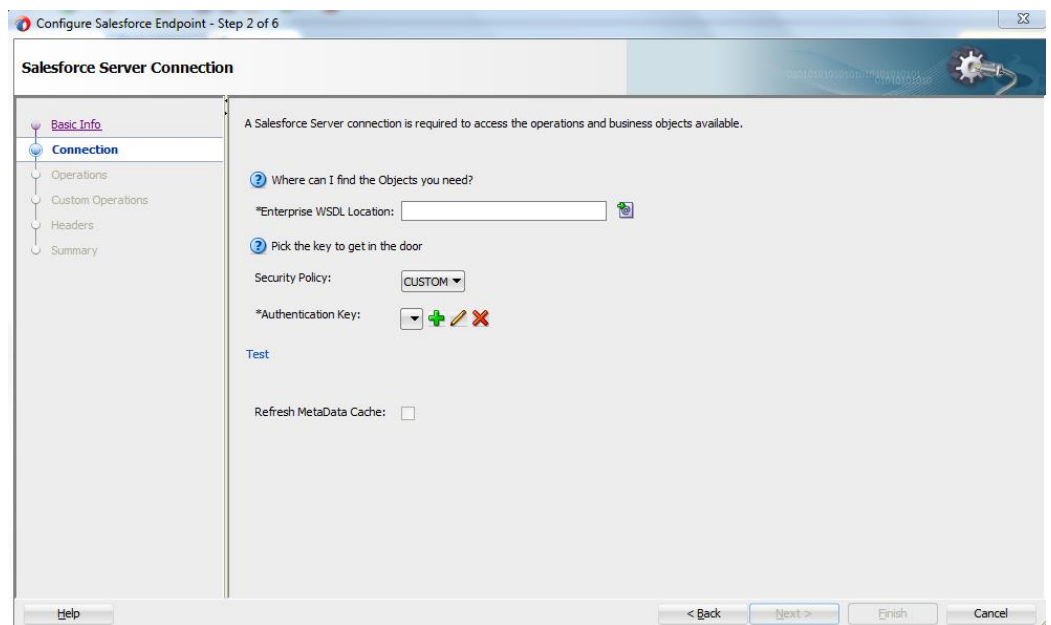 Configure Salesforce Endpoint - Step 2 of 6
Salesforce Server Connection
Basic Info
Connection
Operations
Custom Operations
Headers
Summary
A Salesforce Server connection is required to access the operations and business objects available.
Where can I find the Objects you need?
*Enterprise WSDL Location:
Pick the key to get in the door
Security Policy: CUSTOM
*Authentication Key:
Test
Refresh MetaData Cache:
Help < Back Next > Finish Cancel